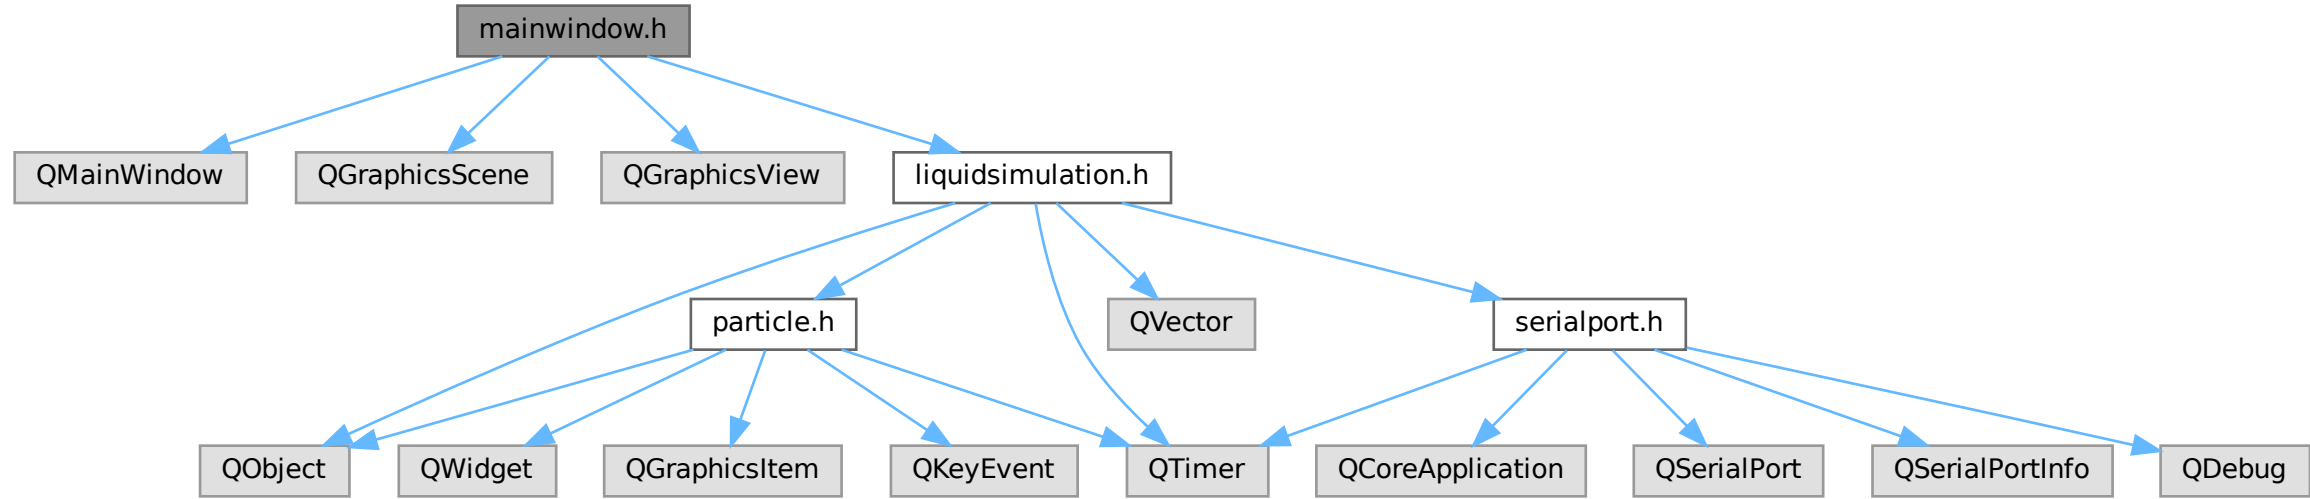 mainwindow.h
QMainWindow
QGraphicsScene
QGraphicsView
liquidsimulation.h
particle.h
QVector
serialport.h
QObject
QWidget
QGraphicsItem
QKeyEvent
QTimer
QCoreApplication
QSerialPort
QSerialPortInfo
QDebug